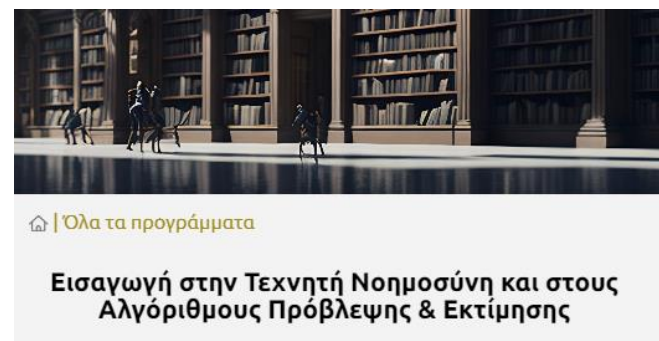 | Όλα τα προγράμματα
Εισαγωγή στην Τεχνητή Νοημοσύνη και στους
Αλγόριθμους Πρόβλεψης & Εκτίμησης